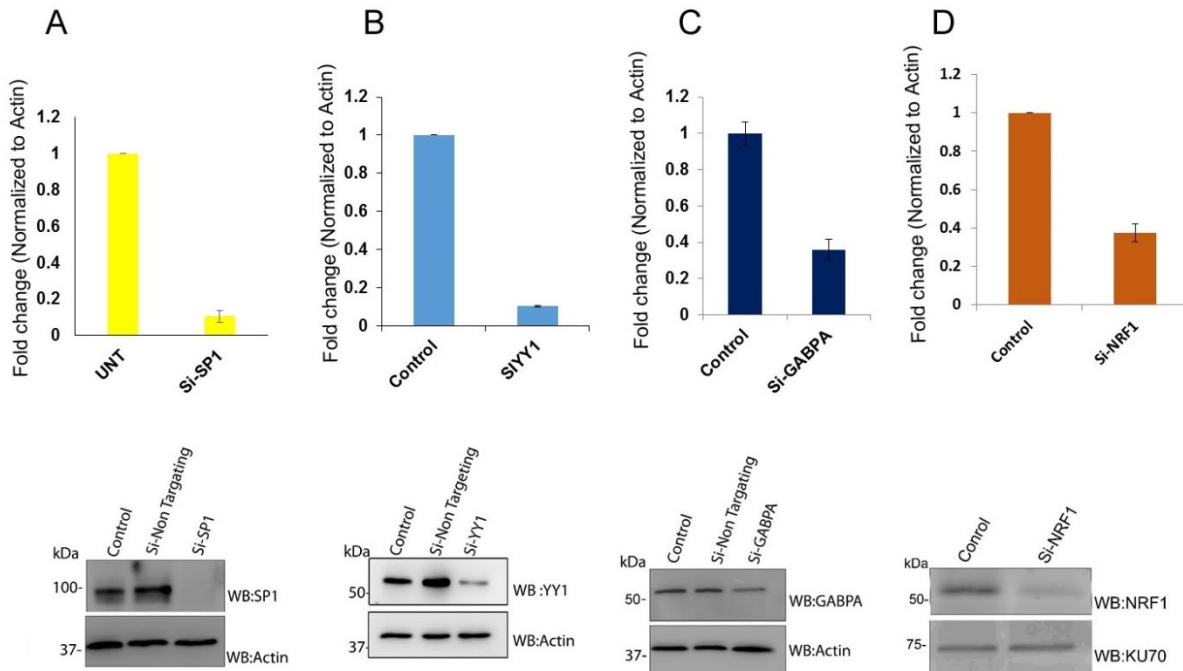 A
Fold change (Normalized to Actin)
1.2
1
0.8
0.6
0.4
0.2
0
UNT
Si-SP1
B
Fold change (Normalized to Actin)
1.2
1
0.8
0.6
0.4
0.2
0
Control
SIYY1
C
Fold change (Normalized to Actin)
1.2
1
0.8
0.6
0.4
0.2
0
Control
Si-GABPA
D
Fold change (Normalized to Actin)
1.2
1
0.8
0.6
0.4
0.2
0
Control
Si-NRF1
kDa
Control
Si-Non Targating
Si-SP1
100-
WB:SP1
37-
WB:Actin
kDa
Control
Si-Non Targeting
Si-YY1
50-
WB :YY1
37-
WB:Actin
kDa
Control
Si-Non Targating
Si-GABPA
50-
WB:GABPA
37-
WB:Actin
kDa
Control
Si-NRF1
50-
WB:NRF1
75-
WB:KU70